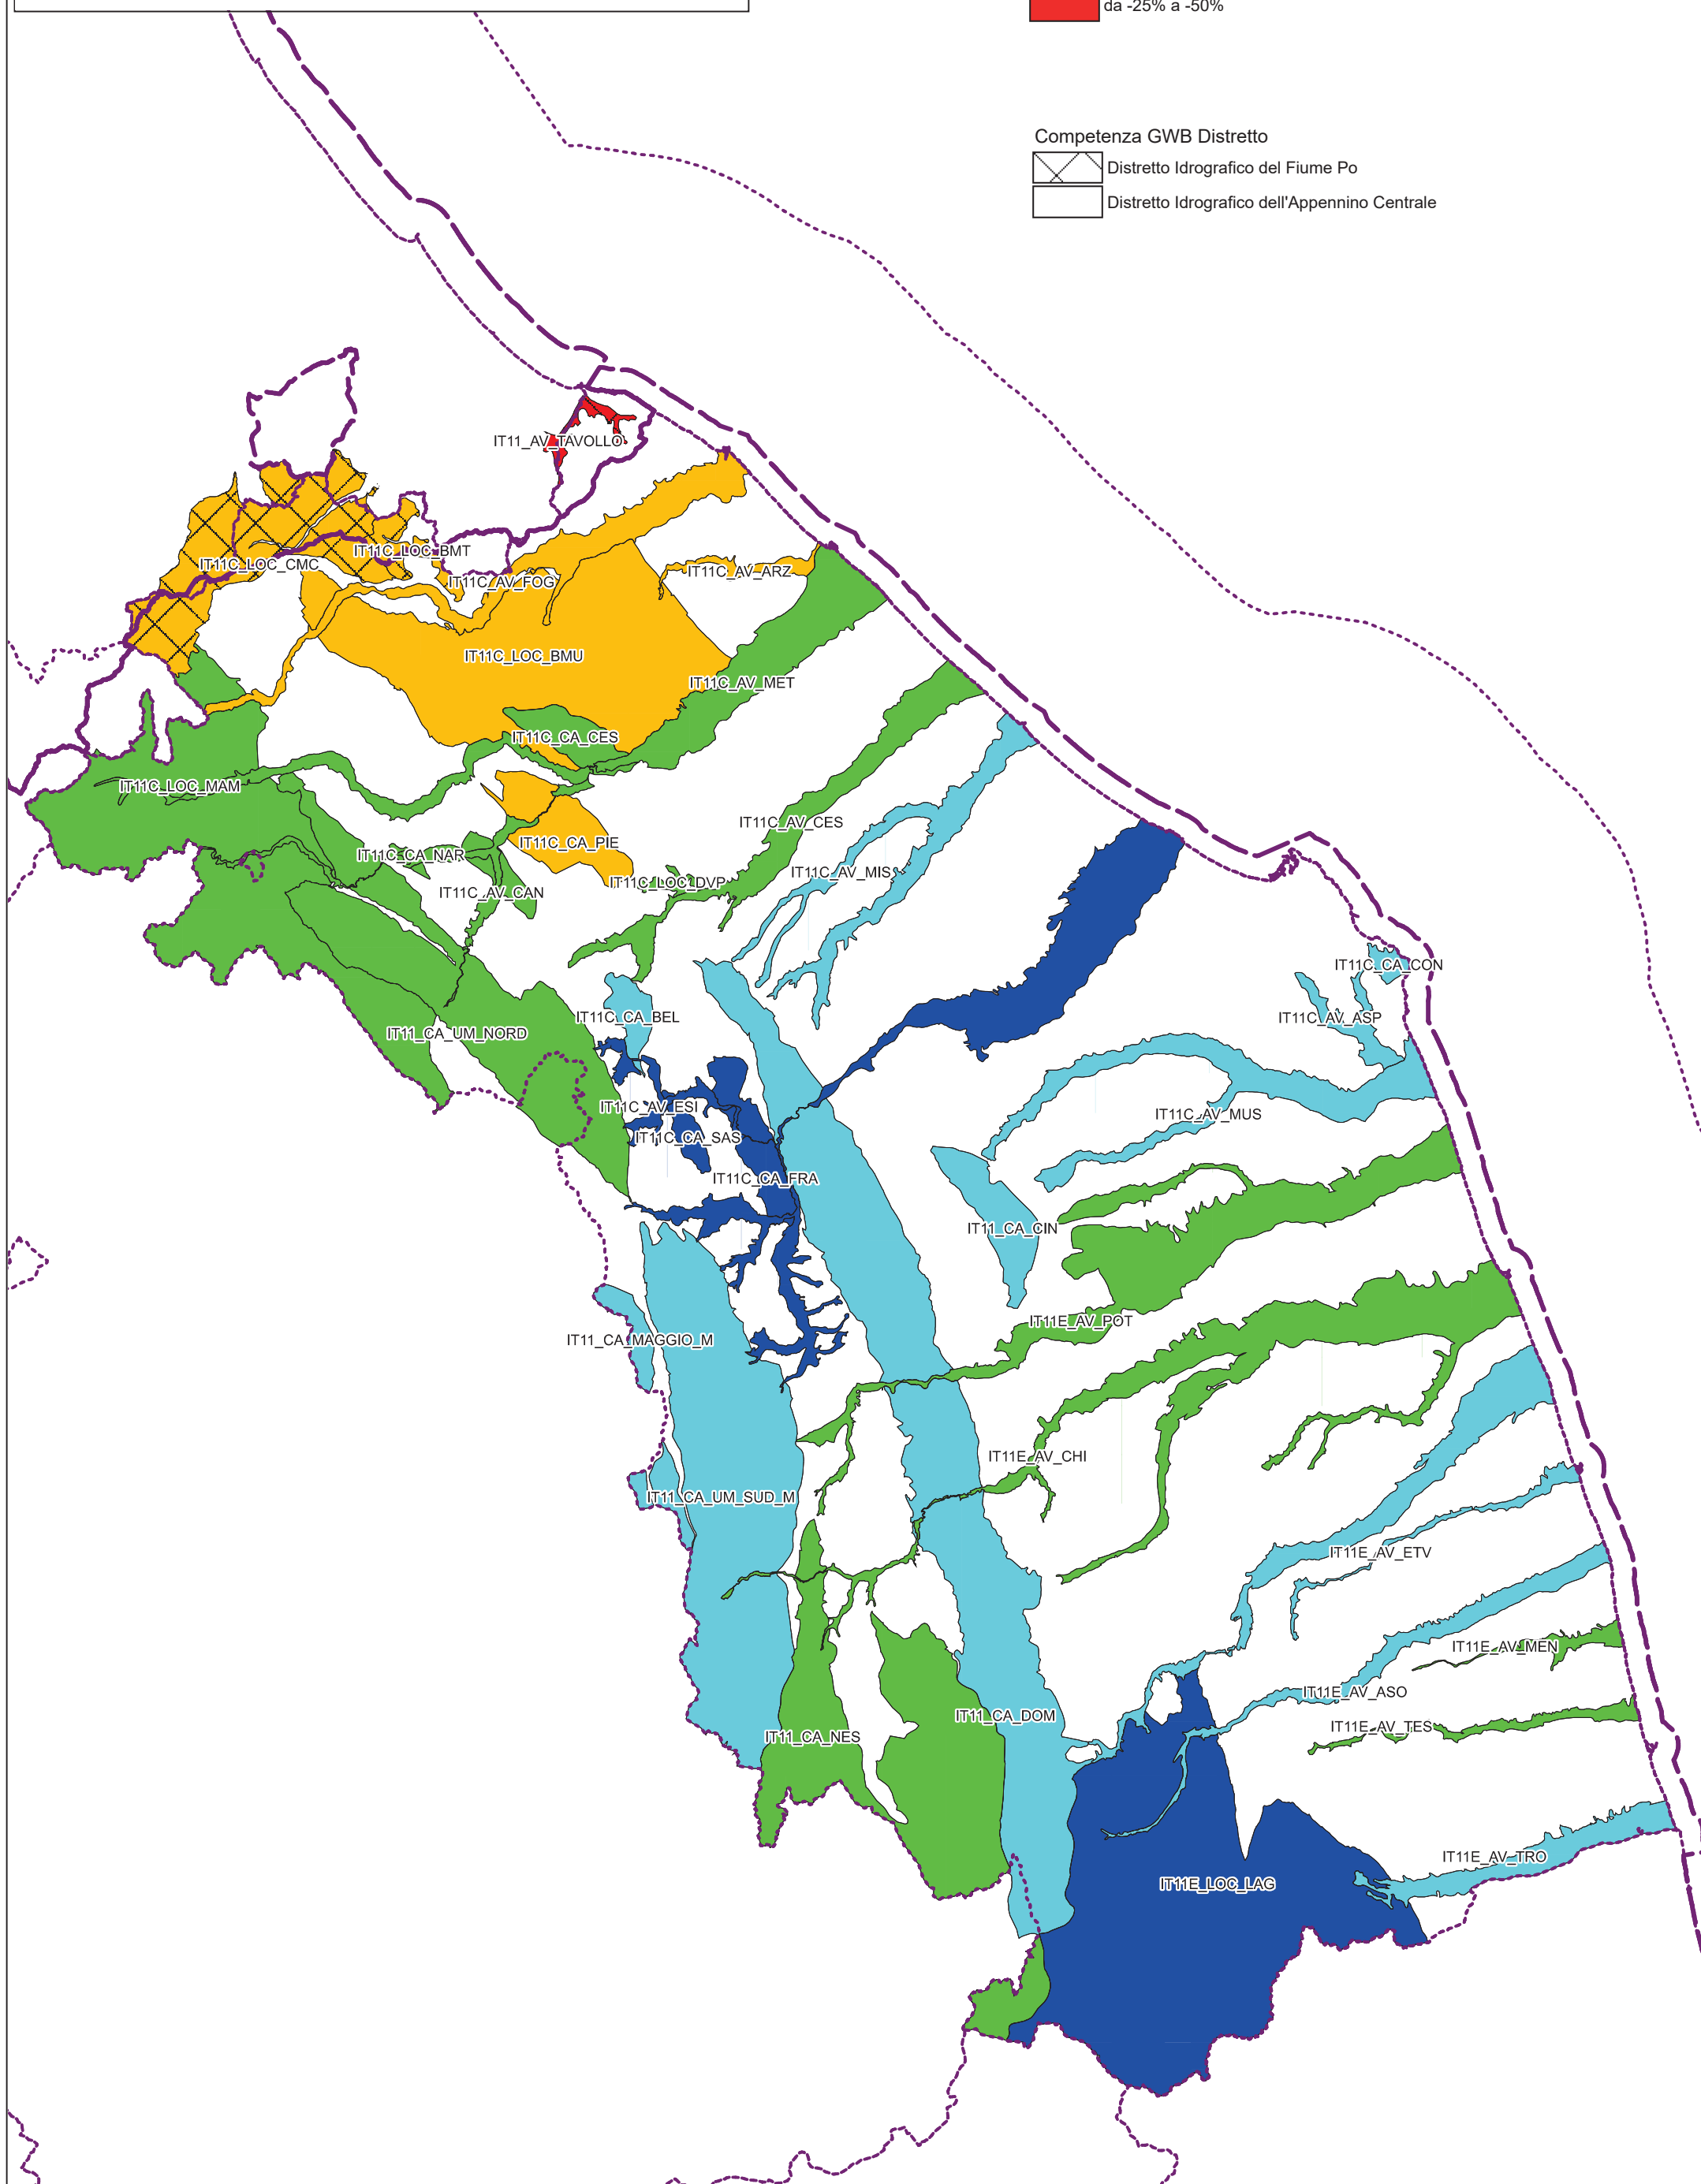 da -25% a -50%
Competenza GWB Distretto
Distretto Idrografico del Fiume Po
Distretto Idrografico dell'Appennino Centrale
IT11_AV_TAVOLLO
IT11C_LOC_BMT
IT11C_LOC_CMC
IT11C_AV_FOG
IT11C_AV_ARZ
IT11C_LOC_BMU
IT11C_AV_MET
IT11C_CA_CES
IT11C_LOC_MAM
IT11C_AV_CES
IT11C_CA_PIE
IT11C_CA_NAR
IT11C_AV_MIS
IT11C_LOC_DVP
IT11C_AV_CAN
IT11C_CA_CON
IT11C_CA_BEL
IT11C_AV_ASP
IT11_CA_UM_NORD
IT11C_AV_ESI
IT11C_AV_MUS
IT11C_CA_SAS
IT11C_CA_FRA
IT11_CA_CIN
IT11E_AV_POT
IT11_CA_MAGGIO_M
IT11E_AV_CHI
IT11_CA_UM_SUD_M
IT11E_AV_ETV
IT11E_AV_MEN
IT11E_AV_ASO
IT11_CA_DOM
IT11E_AV_TES
IT11_CA_NES
IT11E_AV_TRO
IT11E_LOC_LAG